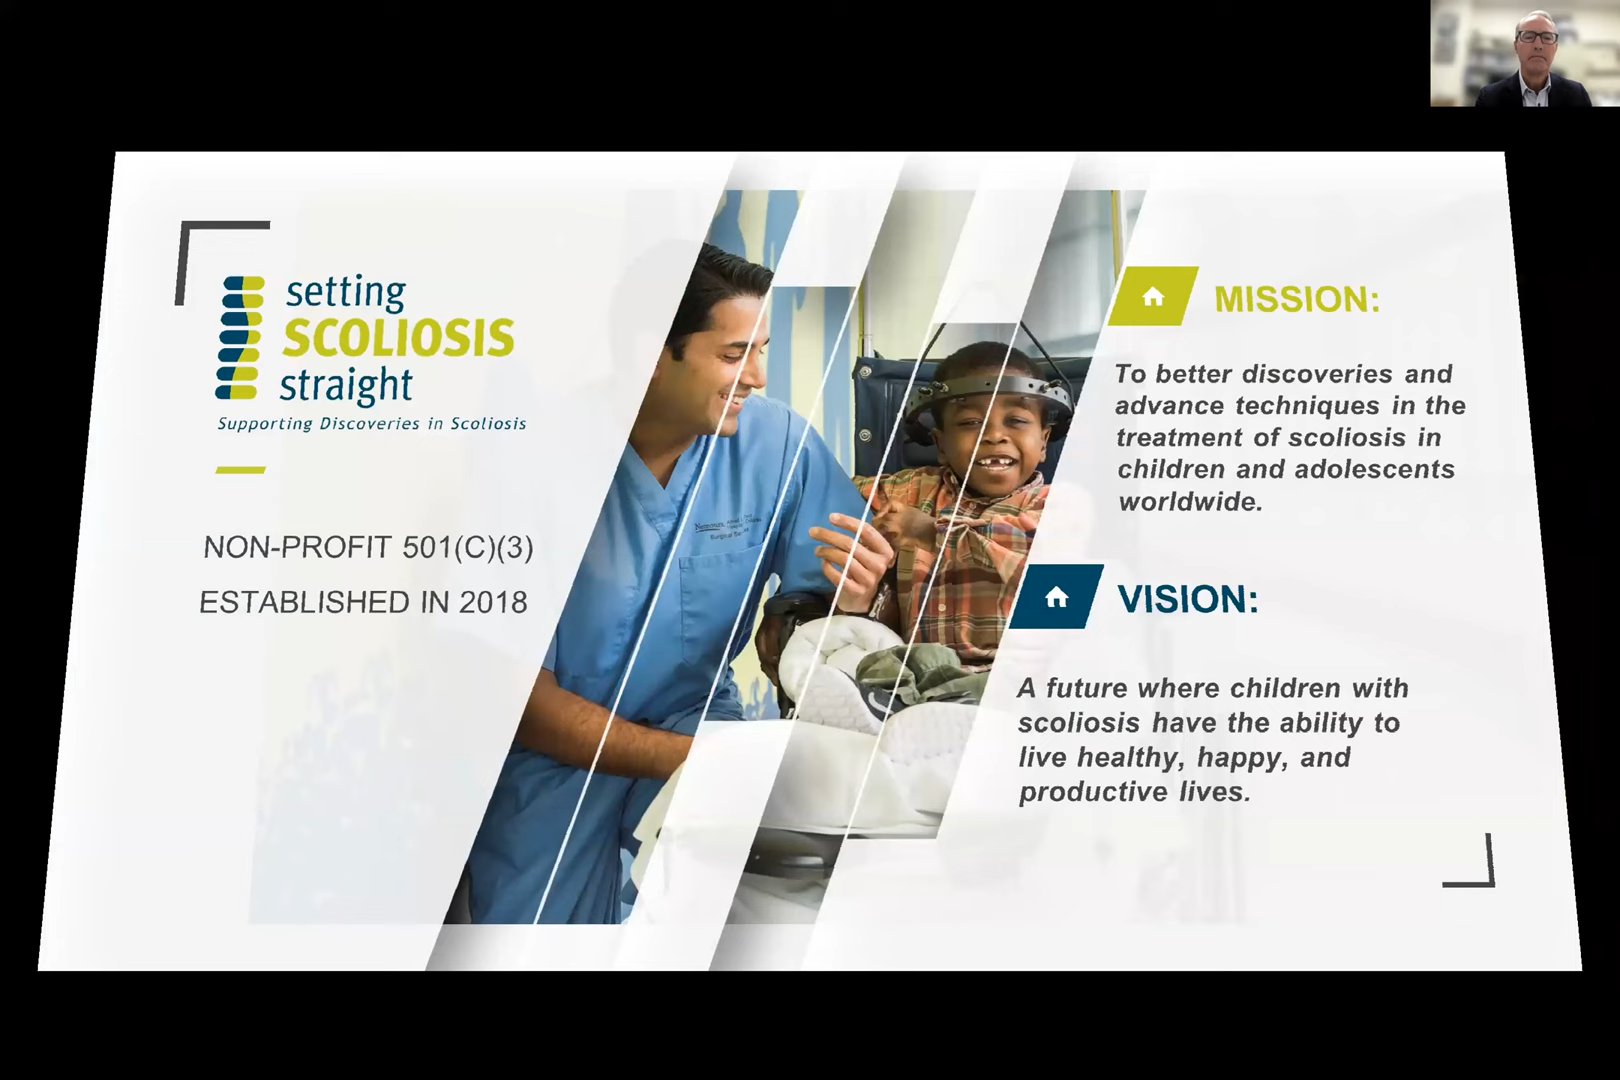 setting
SCOLIOSIS
straight
Supporting Discoveries in Scoliosis
NON-PROFIT 501(C)(3)
ESTABLISHED IN 2018
Nemours
MISSION:
To better discoveries and
advance techniques in the
treatment of scoliosis in
children and adolescents
worldwide.
VISION:
A future where children with
scoliosis have the ability to
live healthy, happy, and
productive lives.